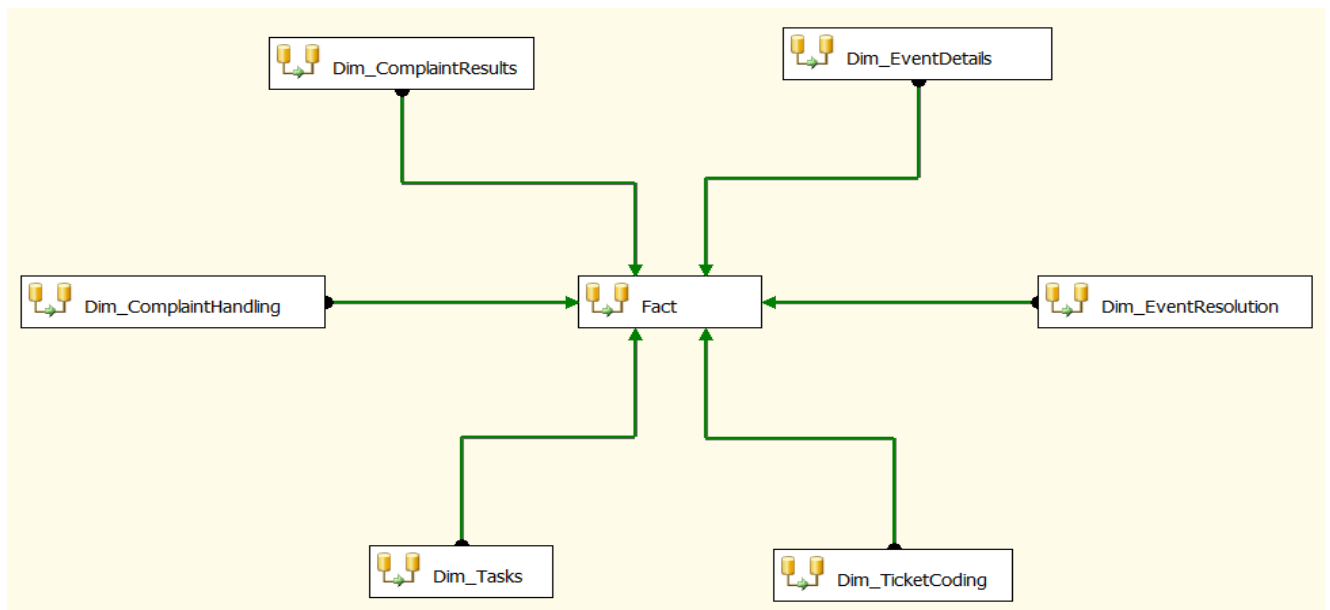 Dim_ComplaintResults
Dim_EventDetails
Dim_ComplaintHandling
Fact
Dim_EventResolution
Dim_Tasks
Dim_TicketCoding